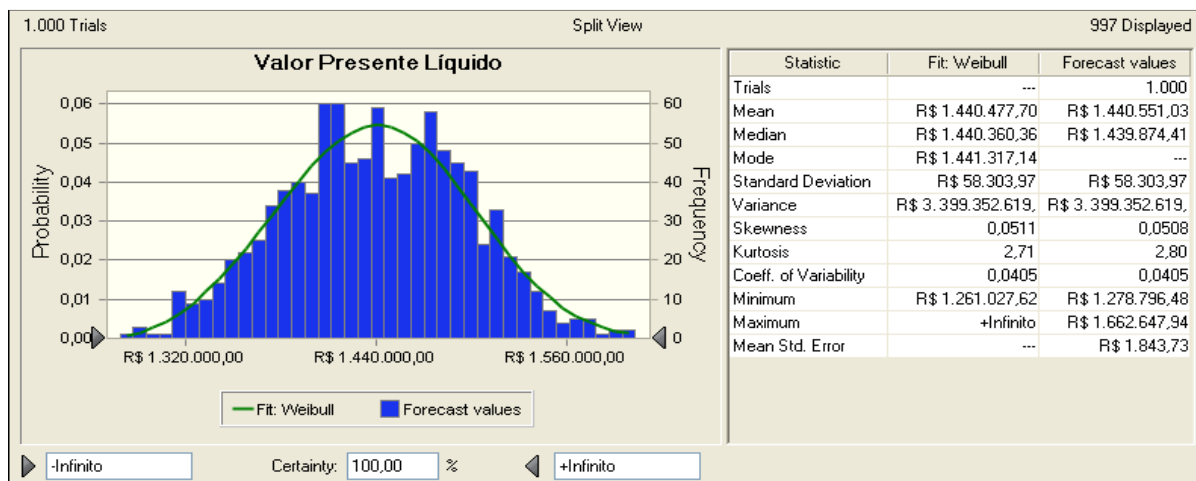 1.000 Trials Split View 997 Displayed
Valor Presente Líquido
0,06
0,05
0,04
0,03
0,02
0,01
0,00
Probability
60
50
40
30
20
10
0
Frequency
R$ 1.320.000,00 R$ 1.440.000,00 R$ 1.560.000,00
Fit: Weibull Forecast values
Statistic Fit: Weibull Forecast values
Trials --- 1.000
Mean R$ 1.440.477,70 R$ 1.440.551,03
Median R$ 1.440.360,36 R$ 1.439.874,41
Mode R$ 1.441.317,14 ---
Standard Deviation R$ 58.303,97 R$ 58.303,97
Variance R$ 3.399.352.619, R$ 3.399.352.619,
Skewness 0,0511 0,0508
Kurtosis 2,71 2,80
Coeff. of Variability 0,0405 0,0405
Minimum R$ 1.261.027,62 R$ 1.278.796,48
Maximum +Infinito R$ 1.662.647,94
Mean Std. Error --- R$ 1.843,73
-Infinito Certainty: 100,00 % +Infinito